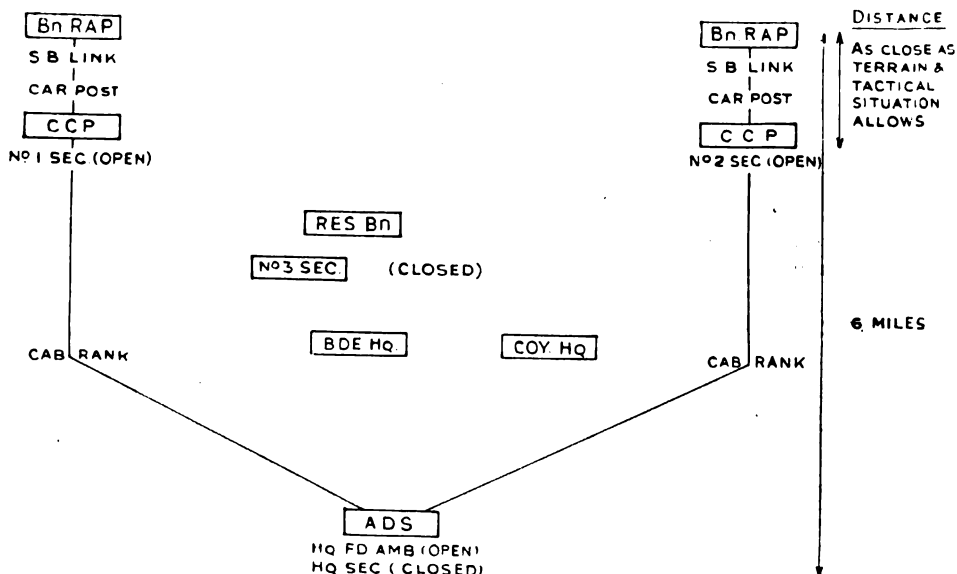 Bn RAP
S B LINK
CAR POST
CCP
Nº 1 SEC (OPEN)
Bn RAP
S B LINK
CAR POST
CCP
Nº 2 SEC (OPEN)
DISTANCE
AS CLOSE AS
TERRAIN &
TACTICAL
SITUATION
ALLOWS
RES Bn
Nº 3 SEC.
(CLOSED)
BDE HQ.
COY. HQ
6 MILES
CAB RANK
CAB RANK
ADS
HQ FD AMB (OPEN)
HQ SEC (CLOSED)